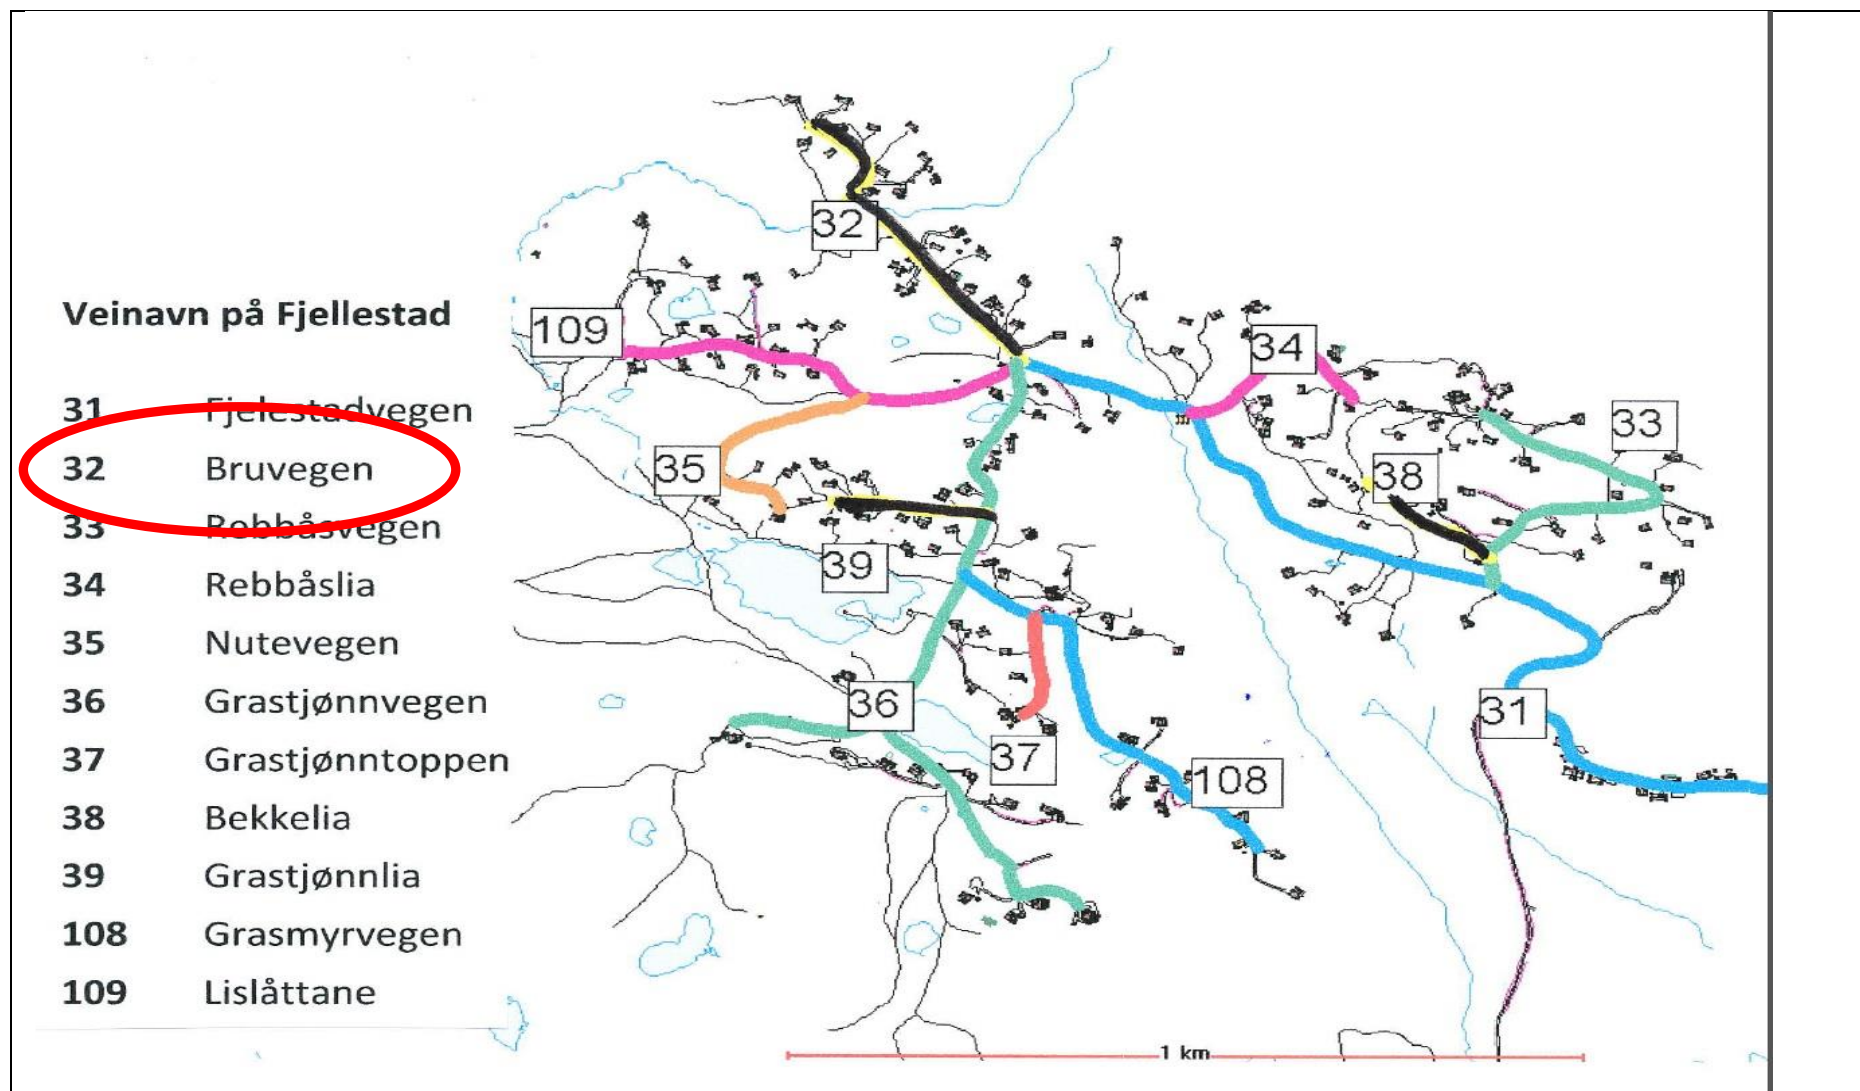 Veinavn på Fjellestad
31 Fjelestadvegen
32 Bruvegen
33 Rebbåsvegen
34 Rebbåslia
35 Nutevegen
36 Grastjønnvegen
37 Grastjønntoppen
38 Bekkelia
39 Grastjønnlia
108 Grasmyrvegen
109 Lislåttane
32
109
34
33
35
38
39
36
31
37
108
1 km